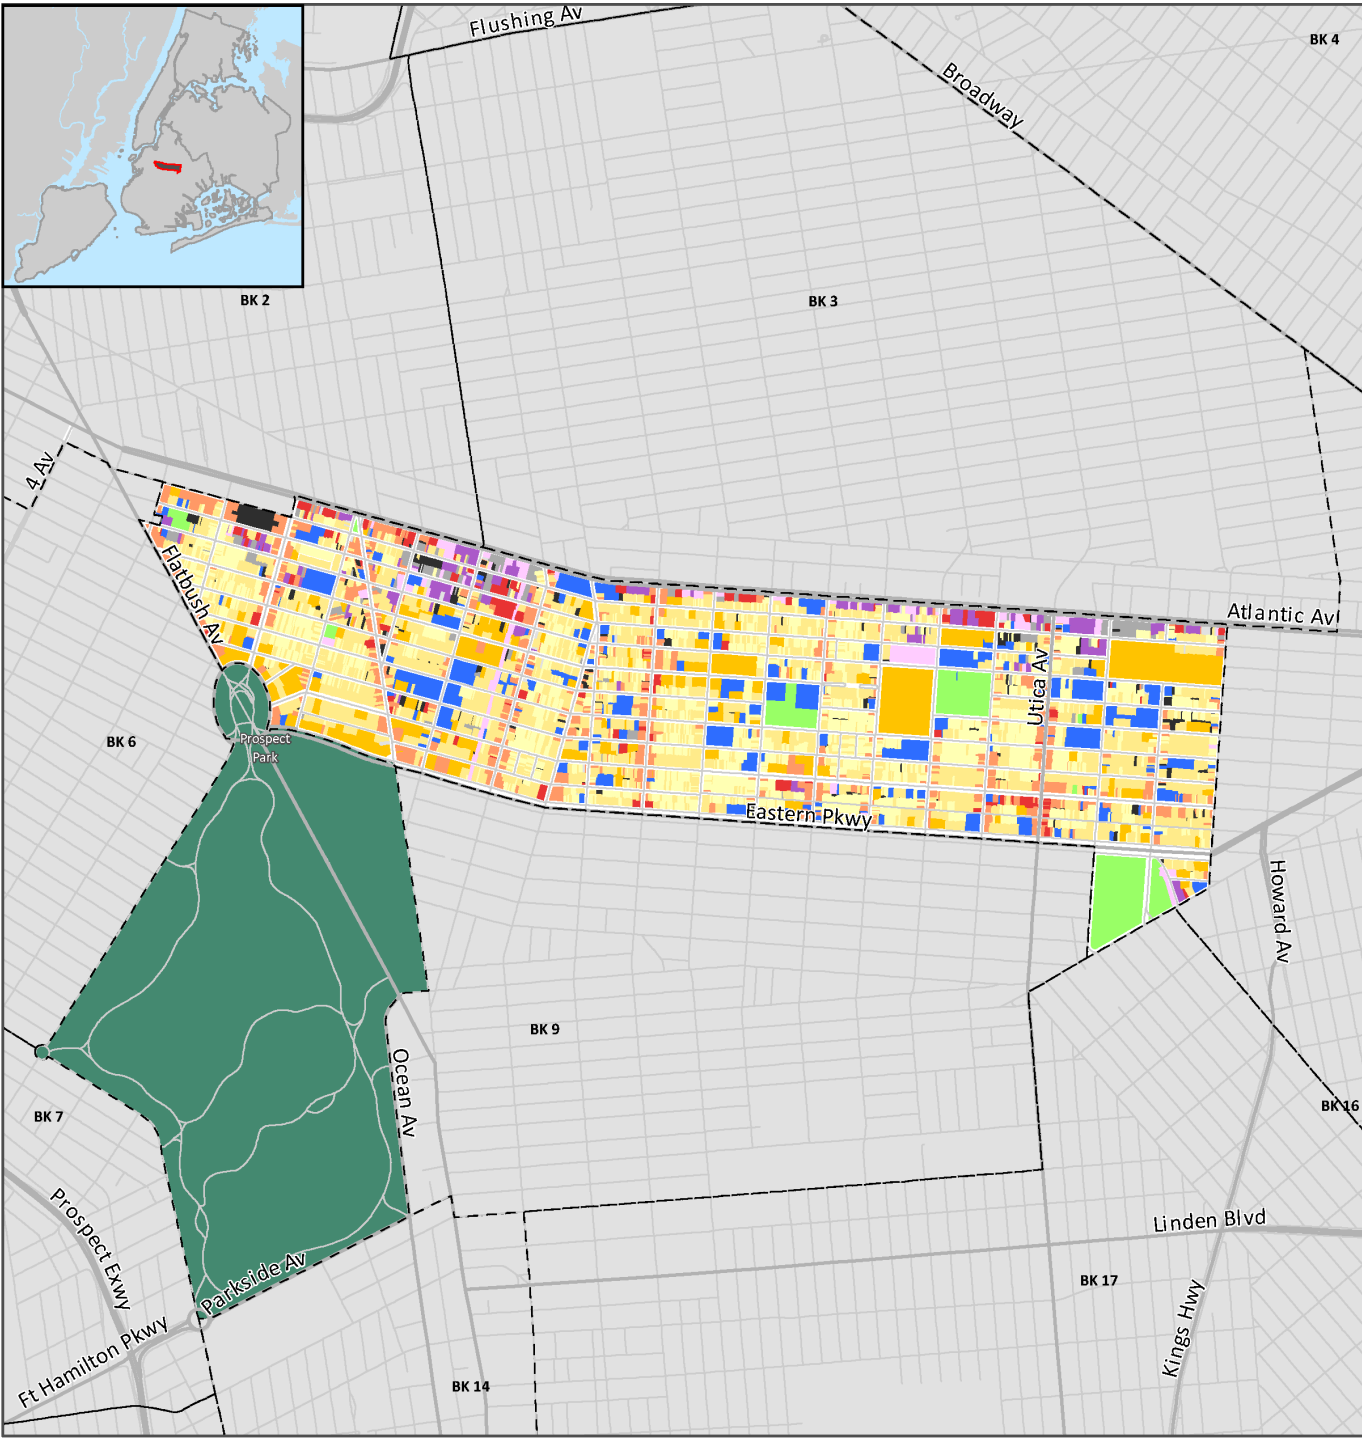 Flushing Av
BK 4
Broadway
BK 2
BK 3
4 Av
Flatbush Av
Atlantic Av
Utica Av
BK 6
Prospect
Park
Eastern Pkwy
Howard Av
BK 9
Ocean Av
BK 7
BK 16
Prospect Exwy
Linden Blvd
Parkside Av
BK 17
Kings Hwy
Ft Hamilton Pkwy
BK 14